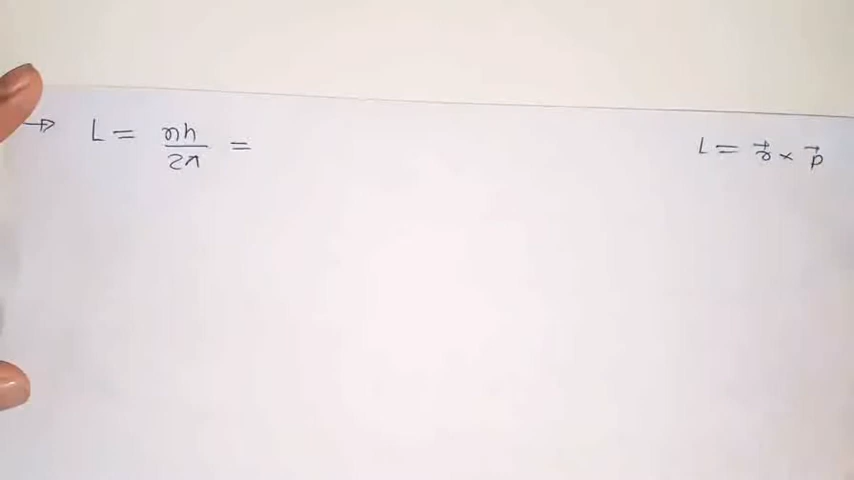 → L = nh/2π =
L = r⃗ × p⃗